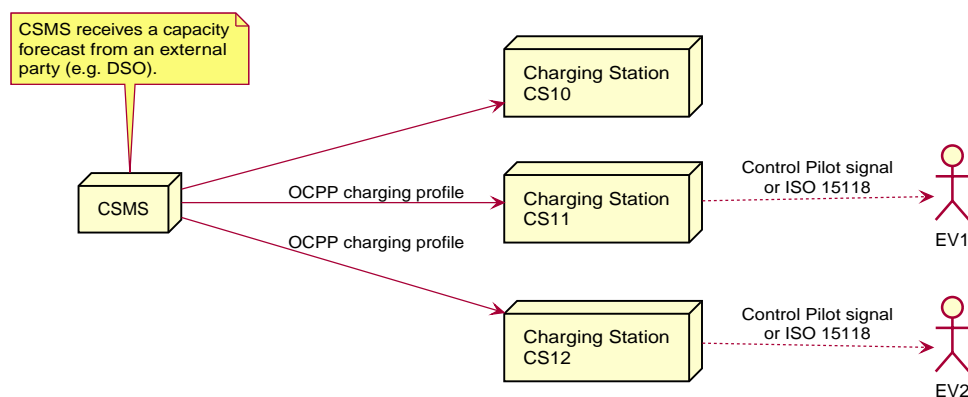 CSMS receives a capacity
forecast from an external
party (e.g. DSO).
Charging Station
CS10
Control Pilot signal
or ISO 15118
CSMS
OCPP charging profile
Charging Station
CS11
EV1
OCPP charging profile
Control Pilot signal
or ISO 15118
Charging Station
CS12
EV2